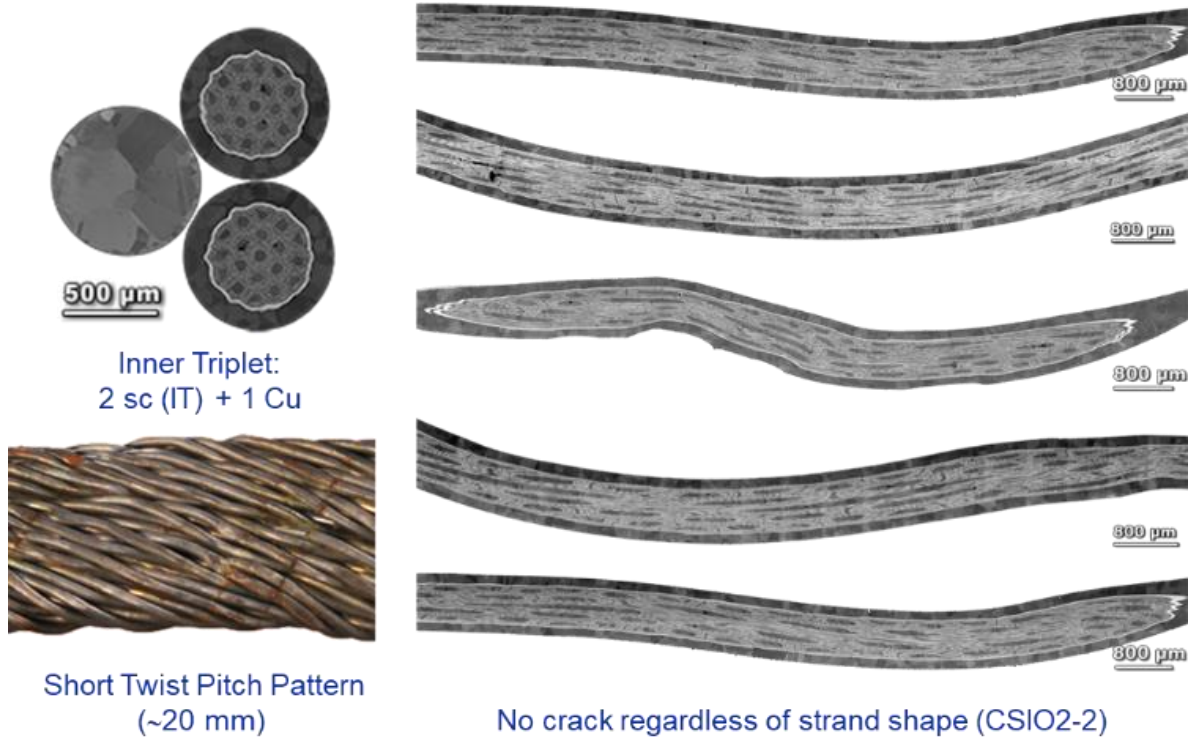 500 µm
Inner Triplet:
2 sc (IT) + 1 Cu
Short Twist Pitch Pattern
(~20 mm)
800 µm
800 µm
800 µm
800 µm
800 µm
No crack regardless of strand shape (CSIO2-2)